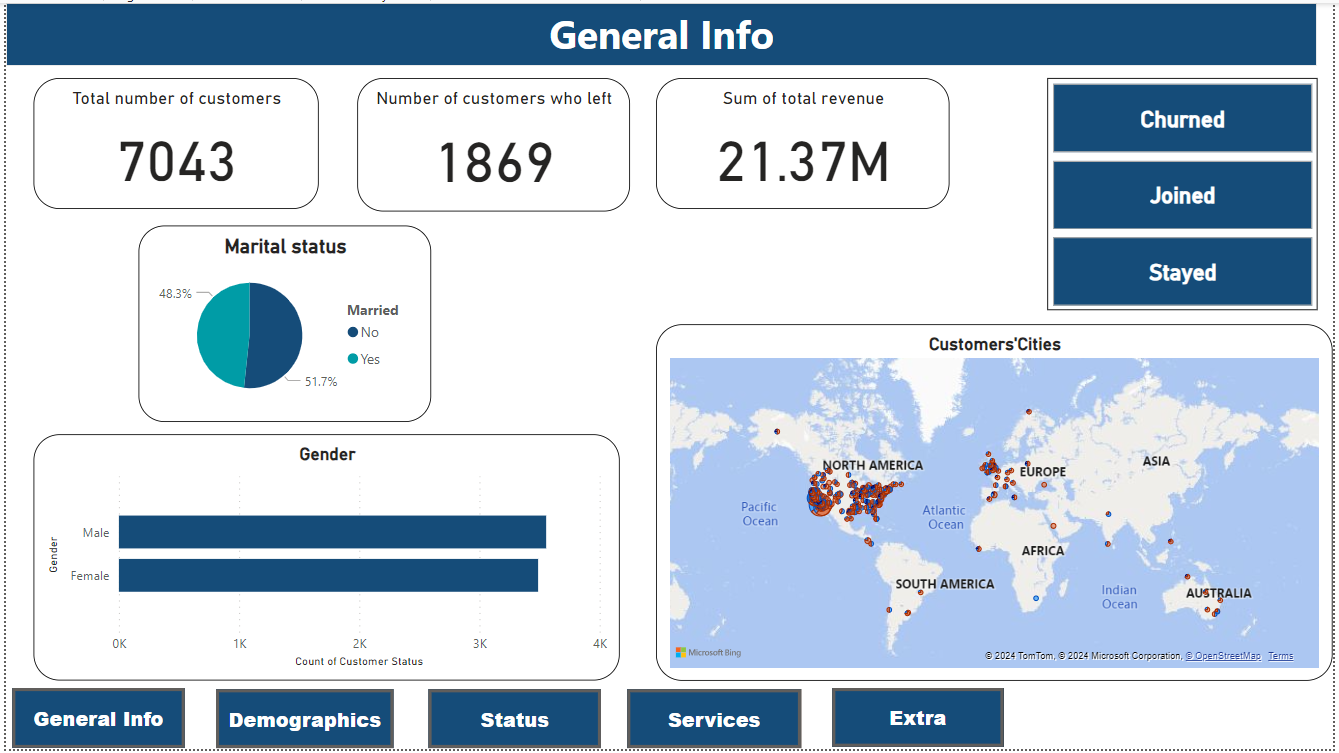 General Info
Total number of customers
7043
Number of customers who left
1869
Sum of total revenue
21.37M
Churned
Joined
Stayed
Marital status
48.3%
51.7%
Married
No
Yes
Gender
Gender
Male
Female
0K 1K 2K 3K 4K
Count of Customer Status
Customers'Cities
NORTH AMERICA
EUROPE
ASIA
Pacific
Ocean
Atlantic
Ocean
AFRICA
SOUTH AMERICA
Indian
Ocean
AUSTRALIA
Microsoft Bing
© 2024 TomTom, © 2024 Microsoft Corporation, © OpenStreetMap Terms
General Info
Demographics
Status
Services
Extra